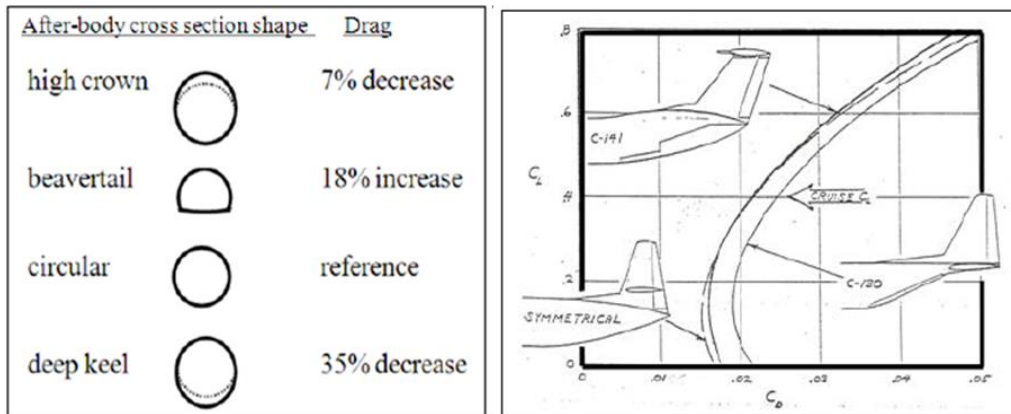 After-body cross section shape Drag
high crown 7% decrease
beavertail 18% increase
circular reference
deep keel 35% decrease
.8
.6
C-141
C_L
.4
CRUISE C_L
.2
C-130
SYMMETRICAL
0
0 .01 .02 .03 .04 .05
C_D